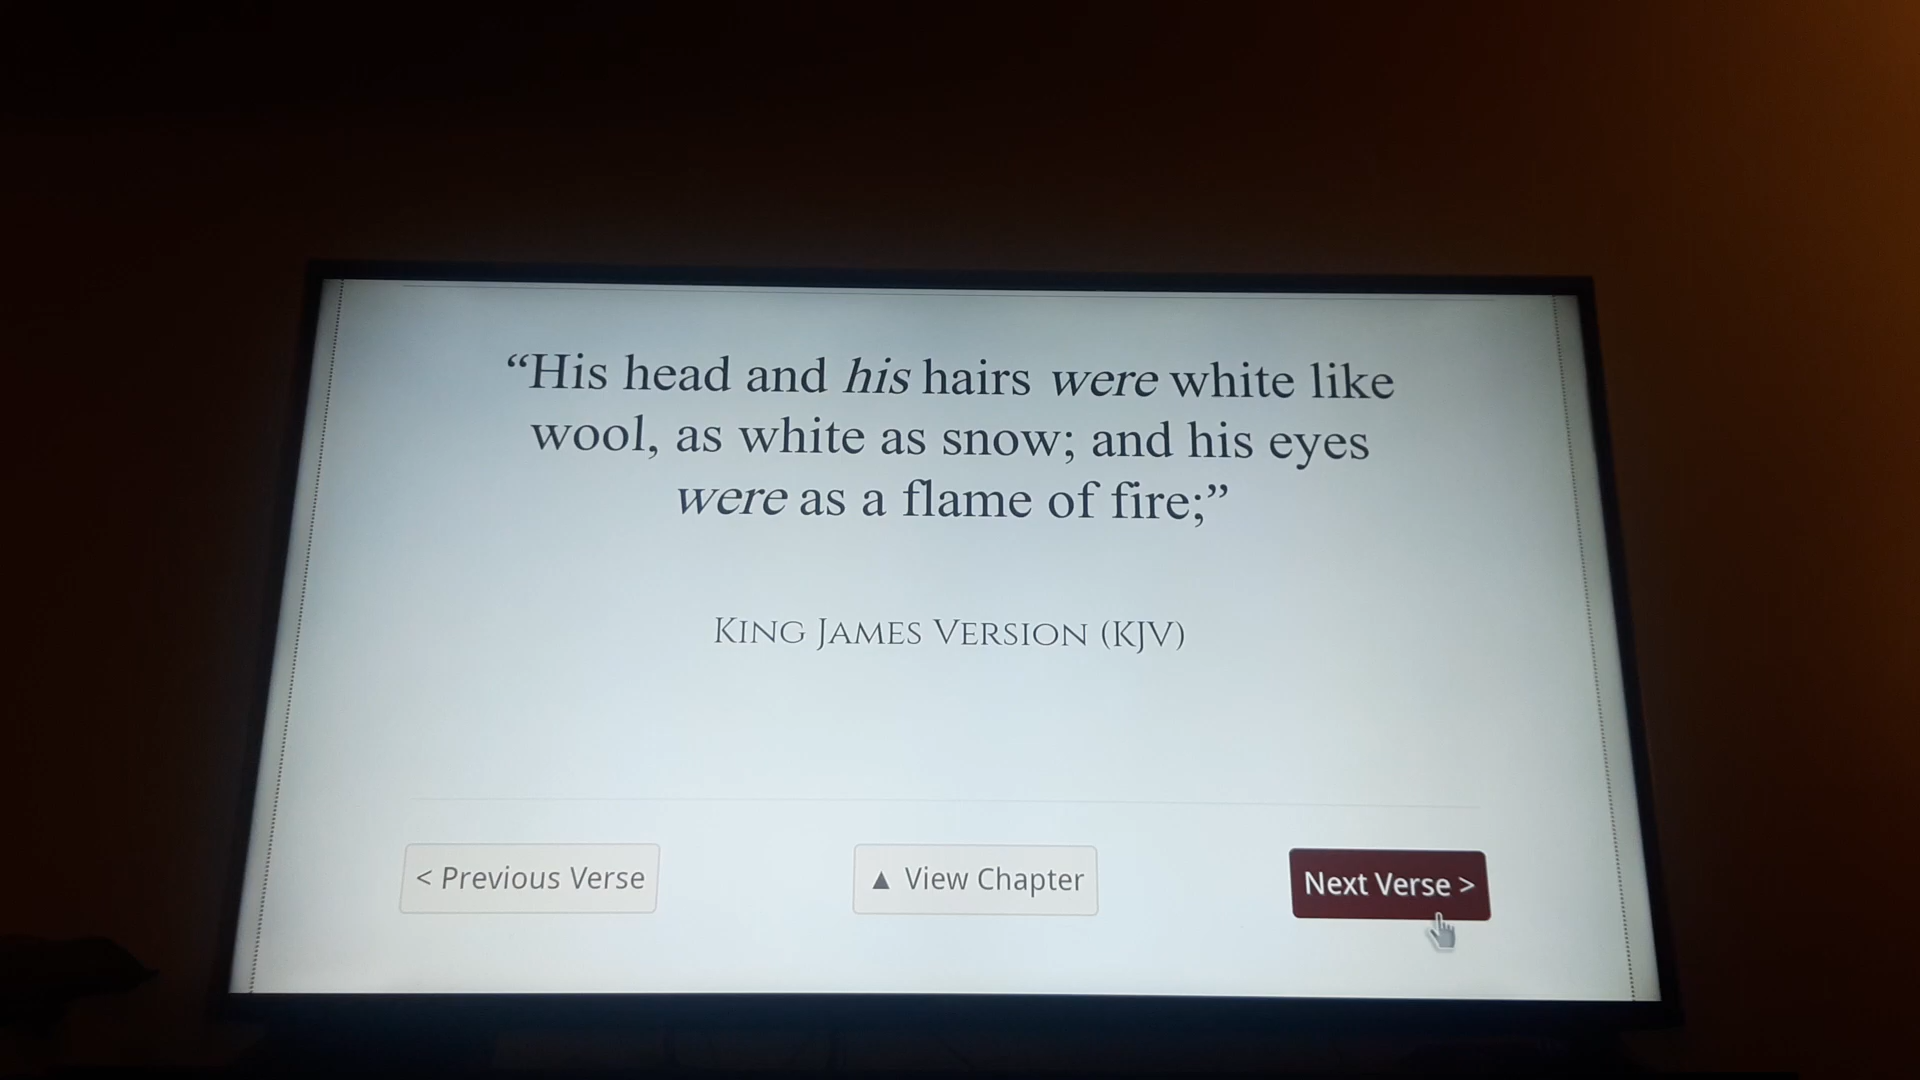 “His head and his hairs were white like
wool, as white as snow; and his eyes
were as a flame of fire;”
King James Version (KJV)
< Previous Verse
▲ View Chapter
Next Verse >